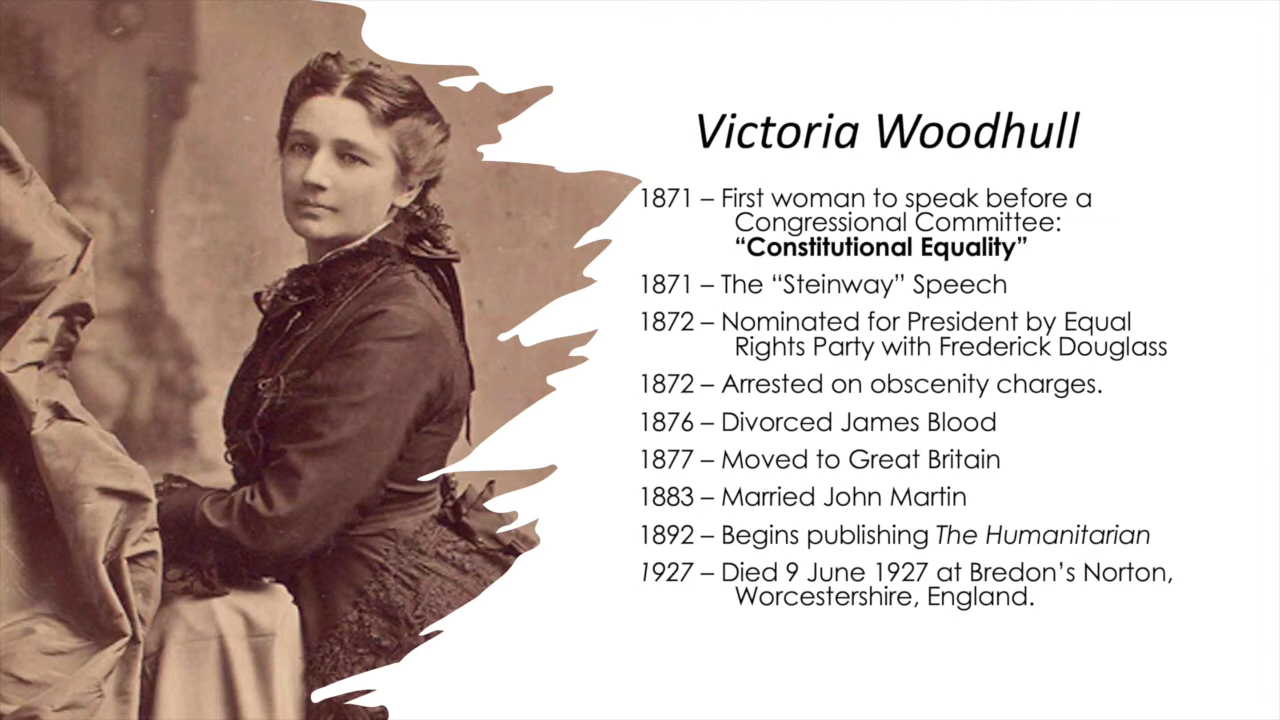 Victoria Woodhull
1871 – First woman to speak before a
Congressional Committee:
“Constitutional Equality”
1871 – The “Steinway” Speech
1872 – Nominated for President by Equal
Rights Party with Frederick Douglass
1872 – Arrested on obscenity charges.
1876 – Divorced James Blood
1877 – Moved to Great Britain
1883 – Married John Martin
1892 – Begins publishing The Humanitarian
1927 – Died 9 June 1927 at Bredon’s Norton,
Worcestershire, England.